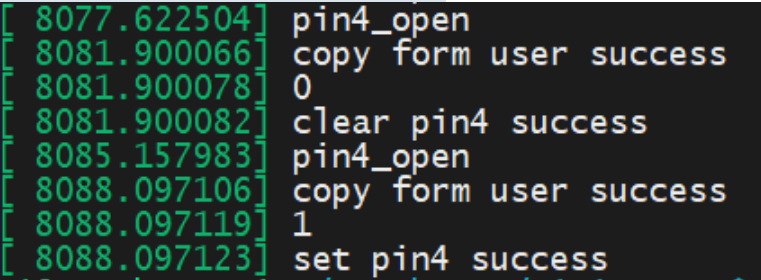 [ 8077.622504] pin4_open
[ 8081.900066] copy form user success
[ 8081.900078] 0
[ 8081.900082] clear pin4 success
[ 8085.157983] pin4_open
[ 8088.097106] copy form user success
[ 8088.097119] 1
[ 8088.097123] set pin4 success